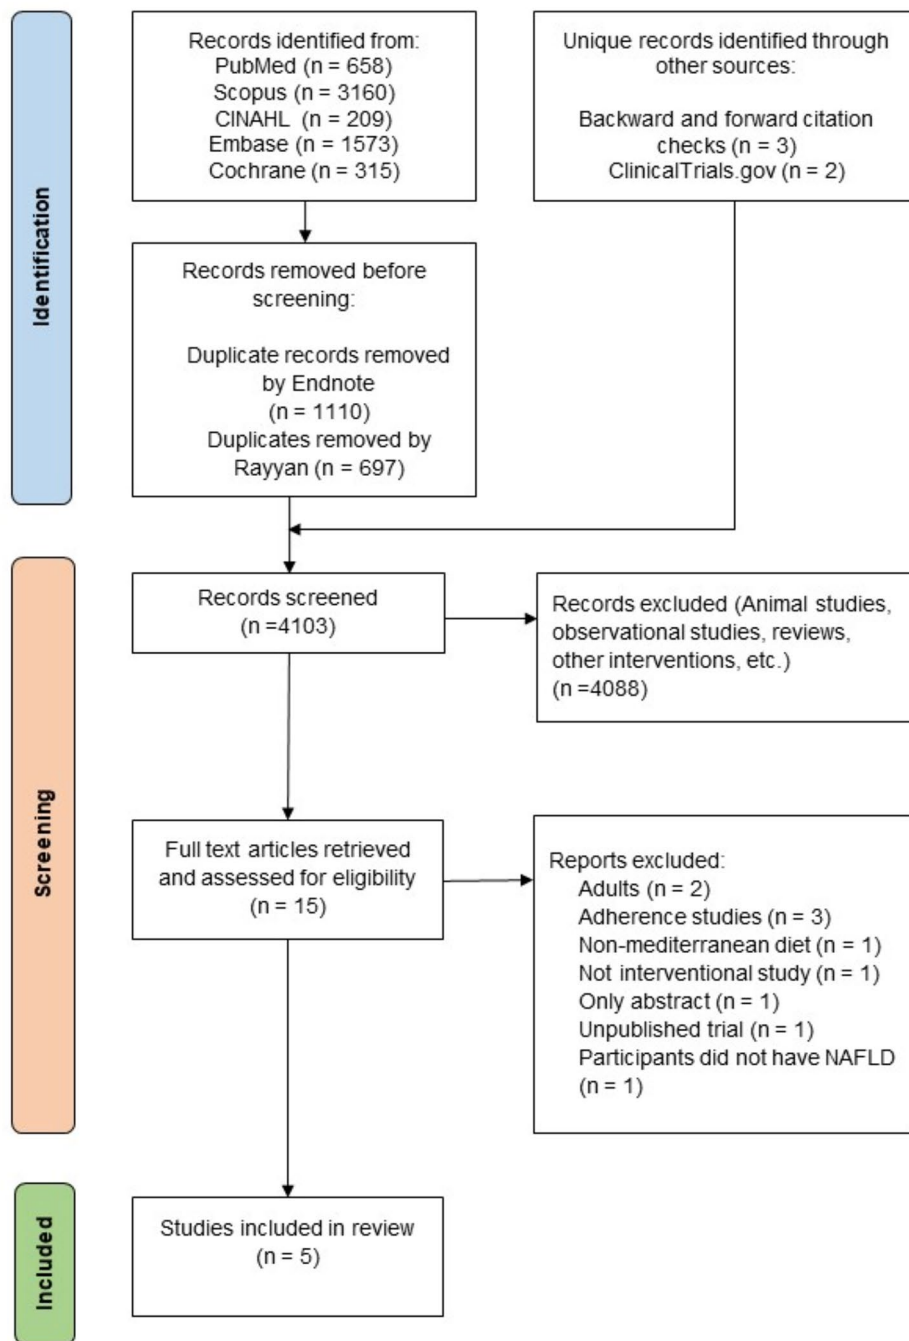 Identification
Records identified from:
PubMed (n = 658)
Scopus (n = 3160)
CINAHL (n = 209)
Embase (n = 1573)
Cochrane (n = 315)
Unique records identified through
other sources:
Backward and forward citation
checks (n = 3)
ClinicalTrials.gov (n = 2)
Records removed before
screening:
Duplicate records removed
by Endnote
(n = 1110)
Duplicates removed by
Rayyan (n = 697)
Screening
Records screened
(n =4103)
Records excluded (Animal studies,
observational studies, reviews,
other interventions, etc.)
(n =4088)
Full text articles retrieved
and assessed for eligibility
(n = 15)
Reports excluded:
Adults (n = 2)
Adherence studies (n = 3)
Non-mediterranean diet (n = 1)
Not interventional study (n = 1)
Only abstract (n = 1)
Unpublished trial (n = 1)
Participants did not have NAFLD
(n = 1)
Included
Studies included in review
(n = 5)